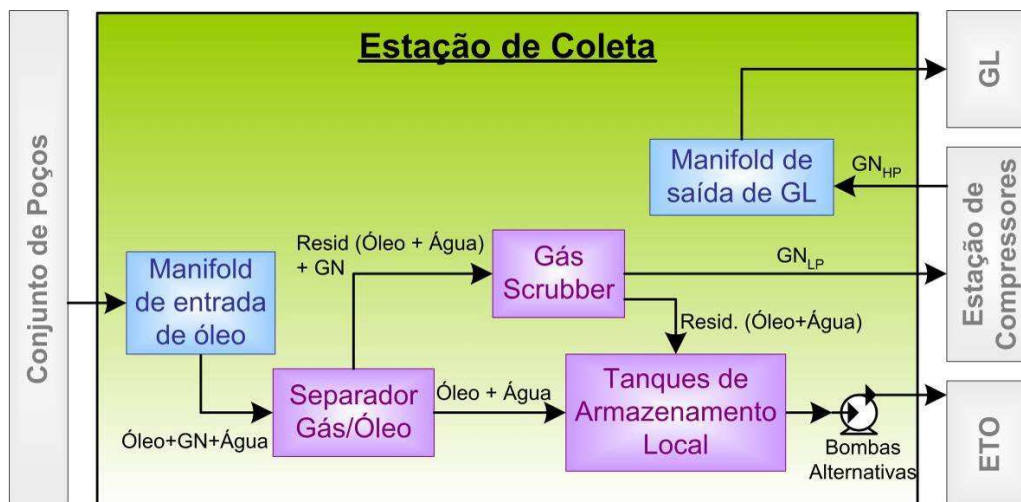 Estação de Coleta
Conjunto de Poços
GL
Manifold de
saída de GL
GN_HP
Estação de
Compressores
Resid (Óleo + Água)
+ GN
Gás
Scrubber
GN_LP
Manifold
de entrada
de óleo
Resid. (Óleo+Água)
Separador
Gás/Óleo
Óleo + Água
Tanques de
Armazenamento
Local
Óleo+GN+Água
Bombas
Alternativas
ETO